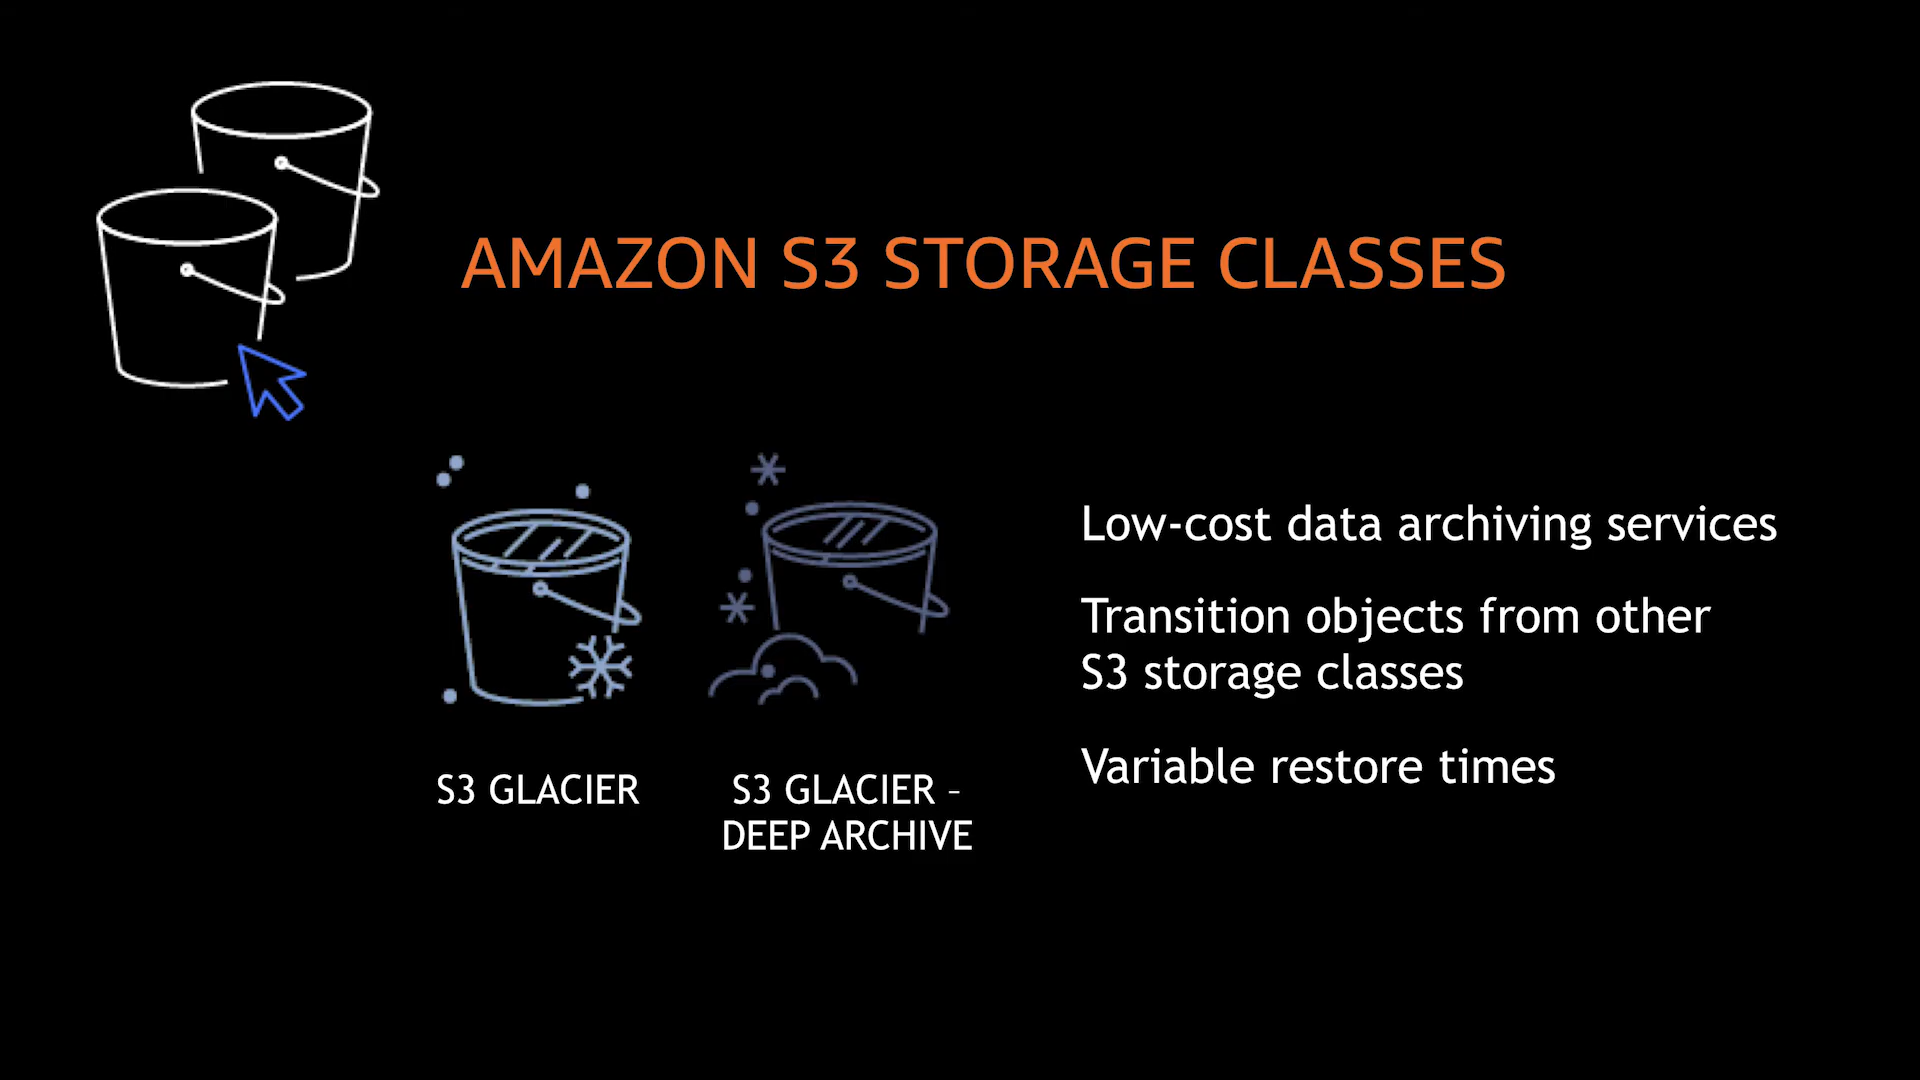 AMAZON S3 STORAGE CLASSES
S3 GLACIER
S3 GLACIER –
DEEP ARCHIVE
Low-cost data archiving services
Transition objects from other
S3 storage classes
Variable restore times